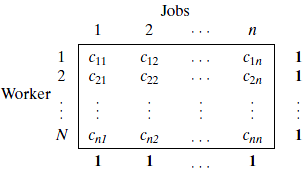 Jobs
1 2 . . . n
1 c11 c12 . . . c1n 1
2 c21 c22 . . . c2n 1
Worker
⋮ ⋮ ⋮ ⋮ ⋮ ⋮
N cn1 cn2 . . . cnn 1
1 1 . . . 1